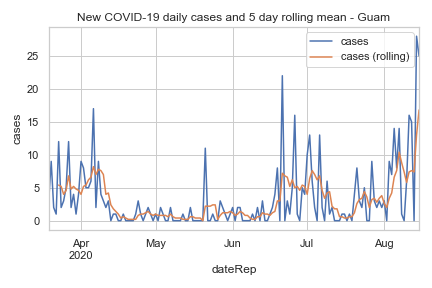 New COVID-19 daily cases and 5 day rolling mean - Guam
cases
cases (rolling)
cases
25
20
15
10
5
0
Apr
2020
May
Jun
Jul
Aug
dateRep